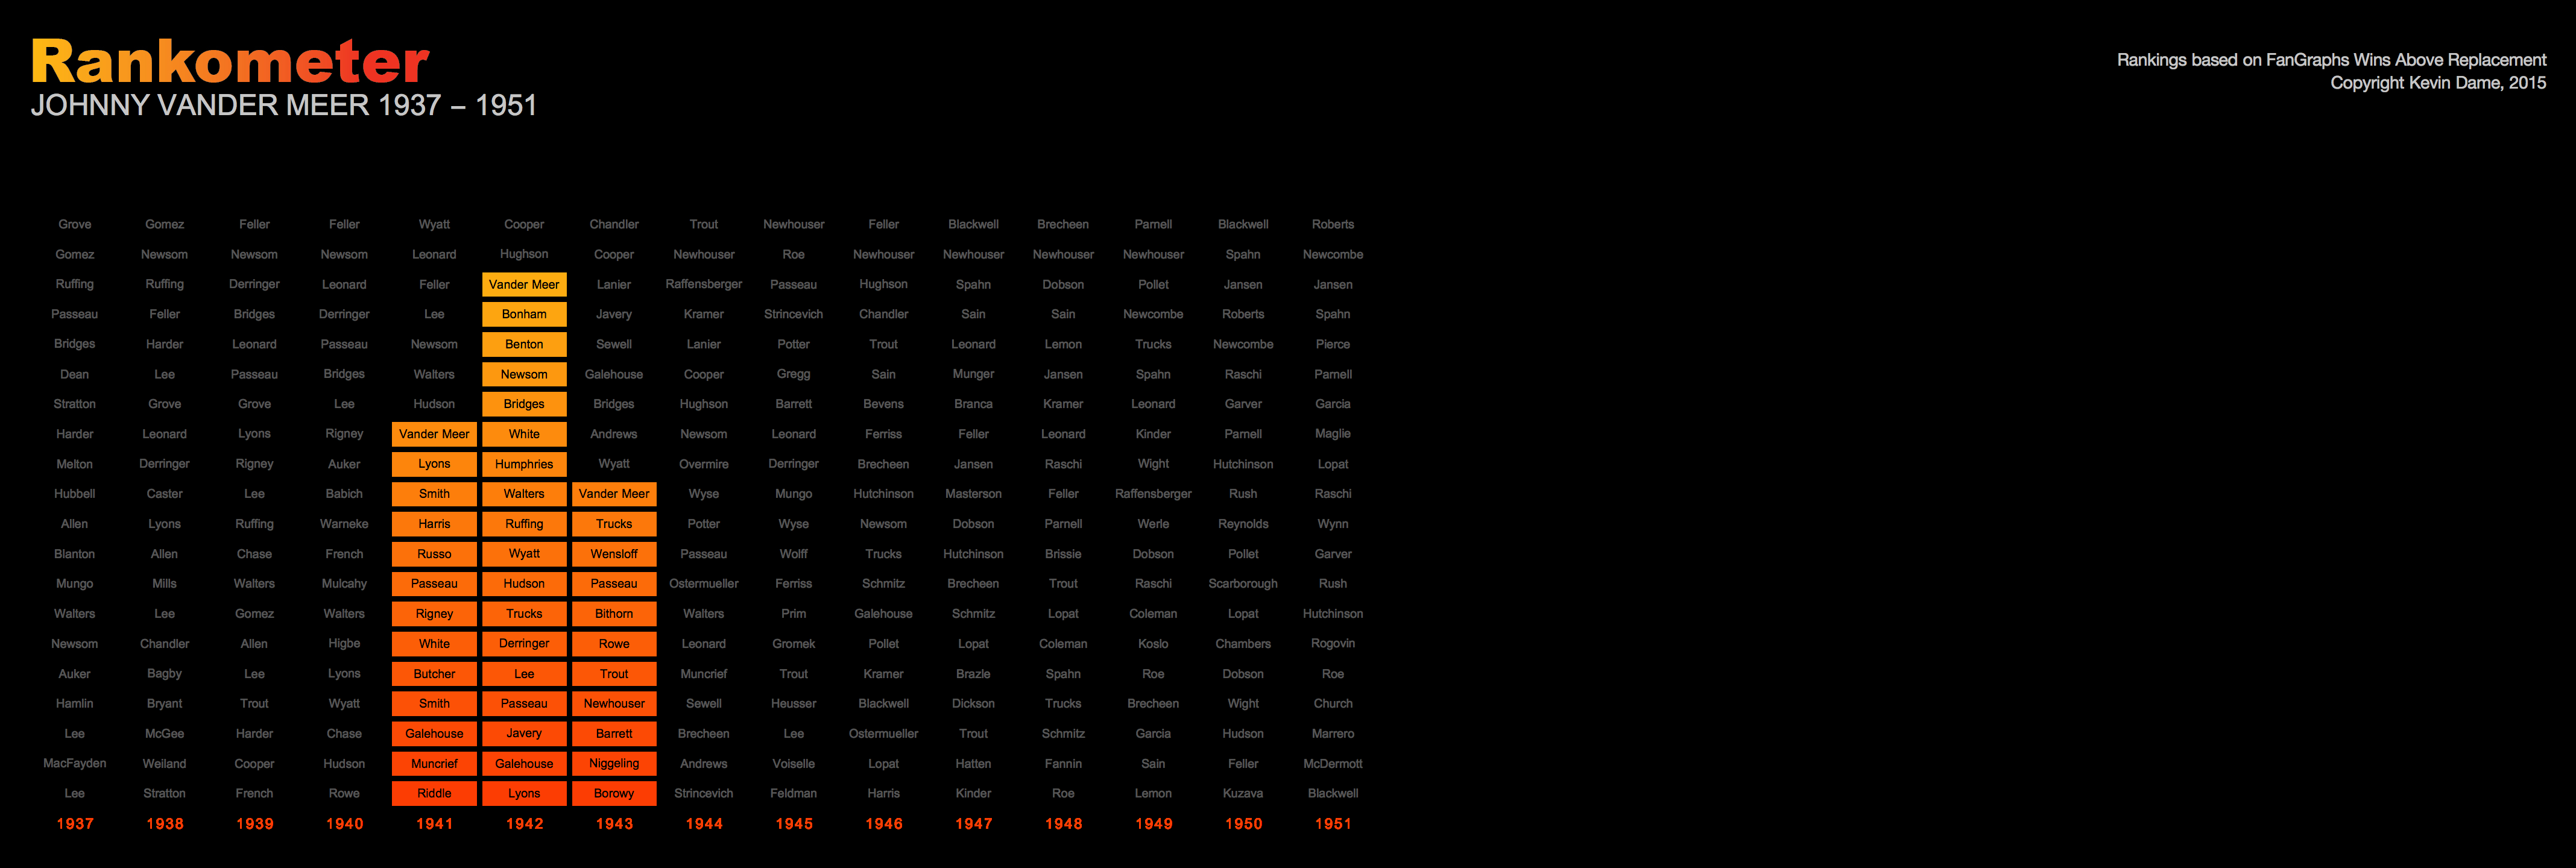 Rankometer
JOHNNY VANDER MEER 1937 – 1951
Rankings based on FanGraphs Wins Above Replacement
Copyright Kevin Dame, 2015
Grove Gomez Feller Feller Wyatt Cooper Chandler Trout Newhouser Feller Blackwell Brecheen Parnell Blackwell Roberts
Gomez Newsom Newsom Newsom Leonard Hughson Cooper Newhouser Roe Newhouser Newhouser Newhouser Newhouser Spahn Newcombe
Ruffing Ruffing Derringer Leonard Feller Vander Meer Lanier Raffensberger Passeau Hughson Spahn Dobson Pollet Jansen Jansen
Passeau Feller Bridges Derringer Lee Bonham Javery Kramer Strincevich Chandler Sain Sain Newcombe Roberts Spahn
Bridges Harder Leonard Passeau Newsom Benton Sewell Lanier Potter Trout Leonard Lemon Trucks Newcombe Pierce
Dean Lee Passeau Bridges Walters Newsom Galehouse Cooper Gregg Sain Munger Jansen Spahn Raschi Parnell
Stratton Grove Grove Lee Hudson Bridges Bridges Hughson Barrett Bevens Branca Kramer Leonard Garver Garcia
Harder Leonard Lyons Rigney Vander Meer White Andrews Newsom Leonard Ferriss Feller Leonard Kinder Parnell Maglie
Melton Derringer Rigney Auker Lyons Humphries Wyatt Overmire Derringer Brecheen Jansen Raschi Wight Hutchinson Lopat
Hubbell Caster Lee Babich Smith Walters Vander Meer Wyse Mungo Hutchinson Masterson Feller Raffensberger Rush Raschi
Allen Lyons Ruffing Warneke Harris Ruffing Trucks Potter Wyse Newsom Dobson Parnell Werle Reynolds Wynn
Blanton Allen Chase French Russo Wyatt Wensloff Passeau Wolff Trucks Hutchinson Brissie Dobson Pollet Garver
Mungo Mills Walters Mulcahy Passeau Hudson Passeau Ostermueller Ferriss Schmitz Brecheen Trout Raschi Scarborough Rush
Walters Lee Gomez Walters Rigney Trucks Bithorn Walters Prim Galehouse Schmitz Lopat Coleman Lopat Hutchinson
Newsom Chandler Allen Higbe White Derringer Rowe Leonard Gromek Pollet Lopat Coleman Koslo Chambers Rogovin
Auker Bagby Lee Lyons Butcher Lee Trout Muncrief Trout Kramer Brazle Spahn Roe Dobson Roe
Hamlin Bryant Trout Wyatt Smith Passeau Newhouser Sewell Heusser Blackwell Dickson Trucks Brecheen Wight Church
Lee McGee Harder Chase Galehouse Javery Barrett Brecheen Lee Ostermueller Trout Schmitz Garcia Hudson Marrero
MacFayden Weiland Cooper Hudson Muncrief Galehouse Niggeling Andrews Voiselle Lopat Hatten Fannin Sain Feller McDermott
Lee Stratton French Rowe Riddle Lyons Borowy Strincevich Feldman Harris Kinder Roe Lemon Kuzava Blackwell
1937 1938 1939 1940 1941 1942 1943 1944 1945 1946 1947 1948 1949 1950 1951